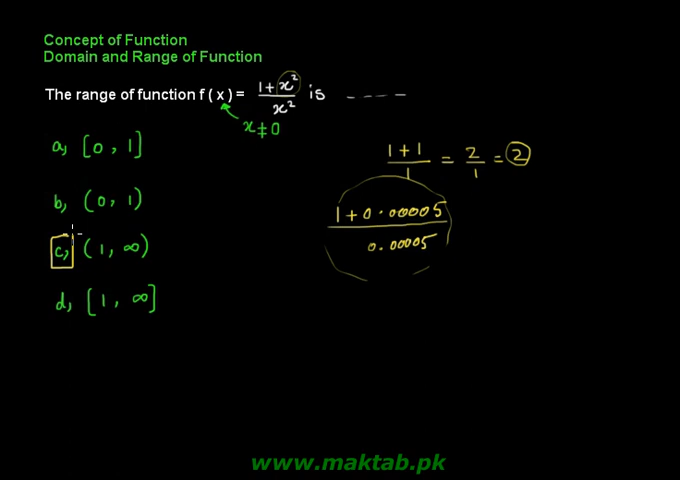 Concept of Function
Domain and Range of Function
The range of function f ( x ) = 1+x²/x² is ----
x≠0
a, [0, 1]
b, (0, 1)
c, (1, ∞)
d, [1, ∞]
1+1/1 = 2/1 = 2
1+0.00005/0.00005
www.maktab.pk